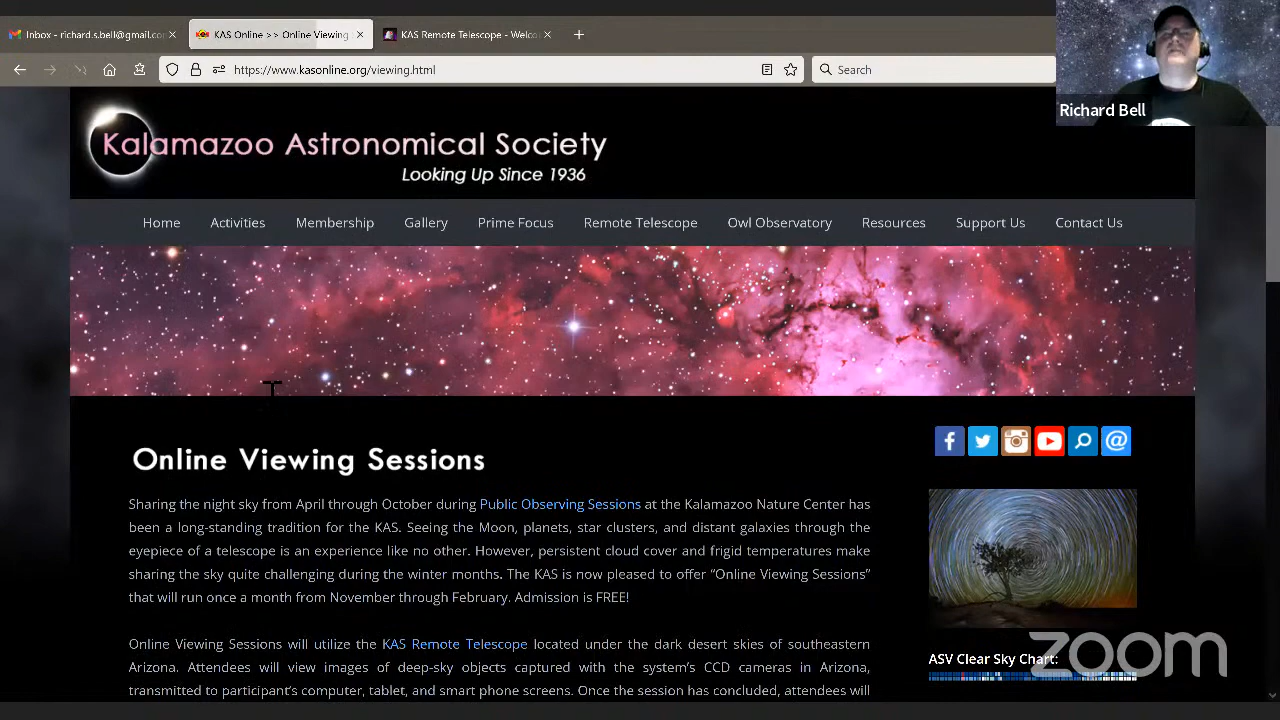 Inbox - richard.s.bell@gmail.co
KAS Online >> Online Viewing
KAS Remote Telescope - Welco
https://www.kasonline.org/viewing.html
Search
Richard Bell
Kalamazoo Astronomical Society
Looking Up Since 1936
Home Activities Membership Gallery Prime Focus Remote Telescope Owl Observatory Resources Support Us Contact Us
Online Viewing Sessions
Sharing the night sky from April through October during Public Observing Sessions at the Kalamazoo Nature Center has
been a long-standing tradition for the KAS. Seeing the Moon, planets, star clusters, and distant galaxies through the
eyepiece of a telescope is an experience like no other. However, persistent cloud cover and frigid temperatures make
sharing the sky quite challenging during the winter months. The KAS is now pleased to offer “Online Viewing Sessions”
that will run once a month from November through February. Admission is FREE!
Online Viewing Sessions will utilize the KAS Remote Telescope located under the dark desert skies of southeastern
Arizona. Attendees will view images of deep-sky objects captured with the system’s CCD cameras in Arizona,
transmitted to participant’s computer, tablet, and smart phone screens. Once the session has concluded, attendees will
ASV Clear Sky Chart:
zoom